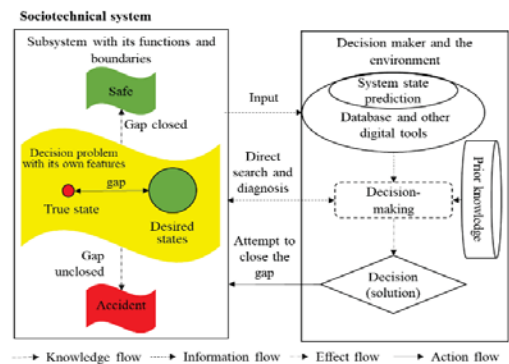 Sociotechnical system
Subsystem with its functions and
boundaries
Safe
Gap closed
Decision problem
with its own features
gap
True state
Desired
states
Gap
unclosed
Accident
Input
Direct
search and
diagnosis
Attempt to
close the
gap
Decision maker and the
environment
System state
prediction
Database and other
digital tools
Decision-
making
Prior knowledge
Decision
(solution)
Knowledge flow
Information flow
Effect flow
Action flow